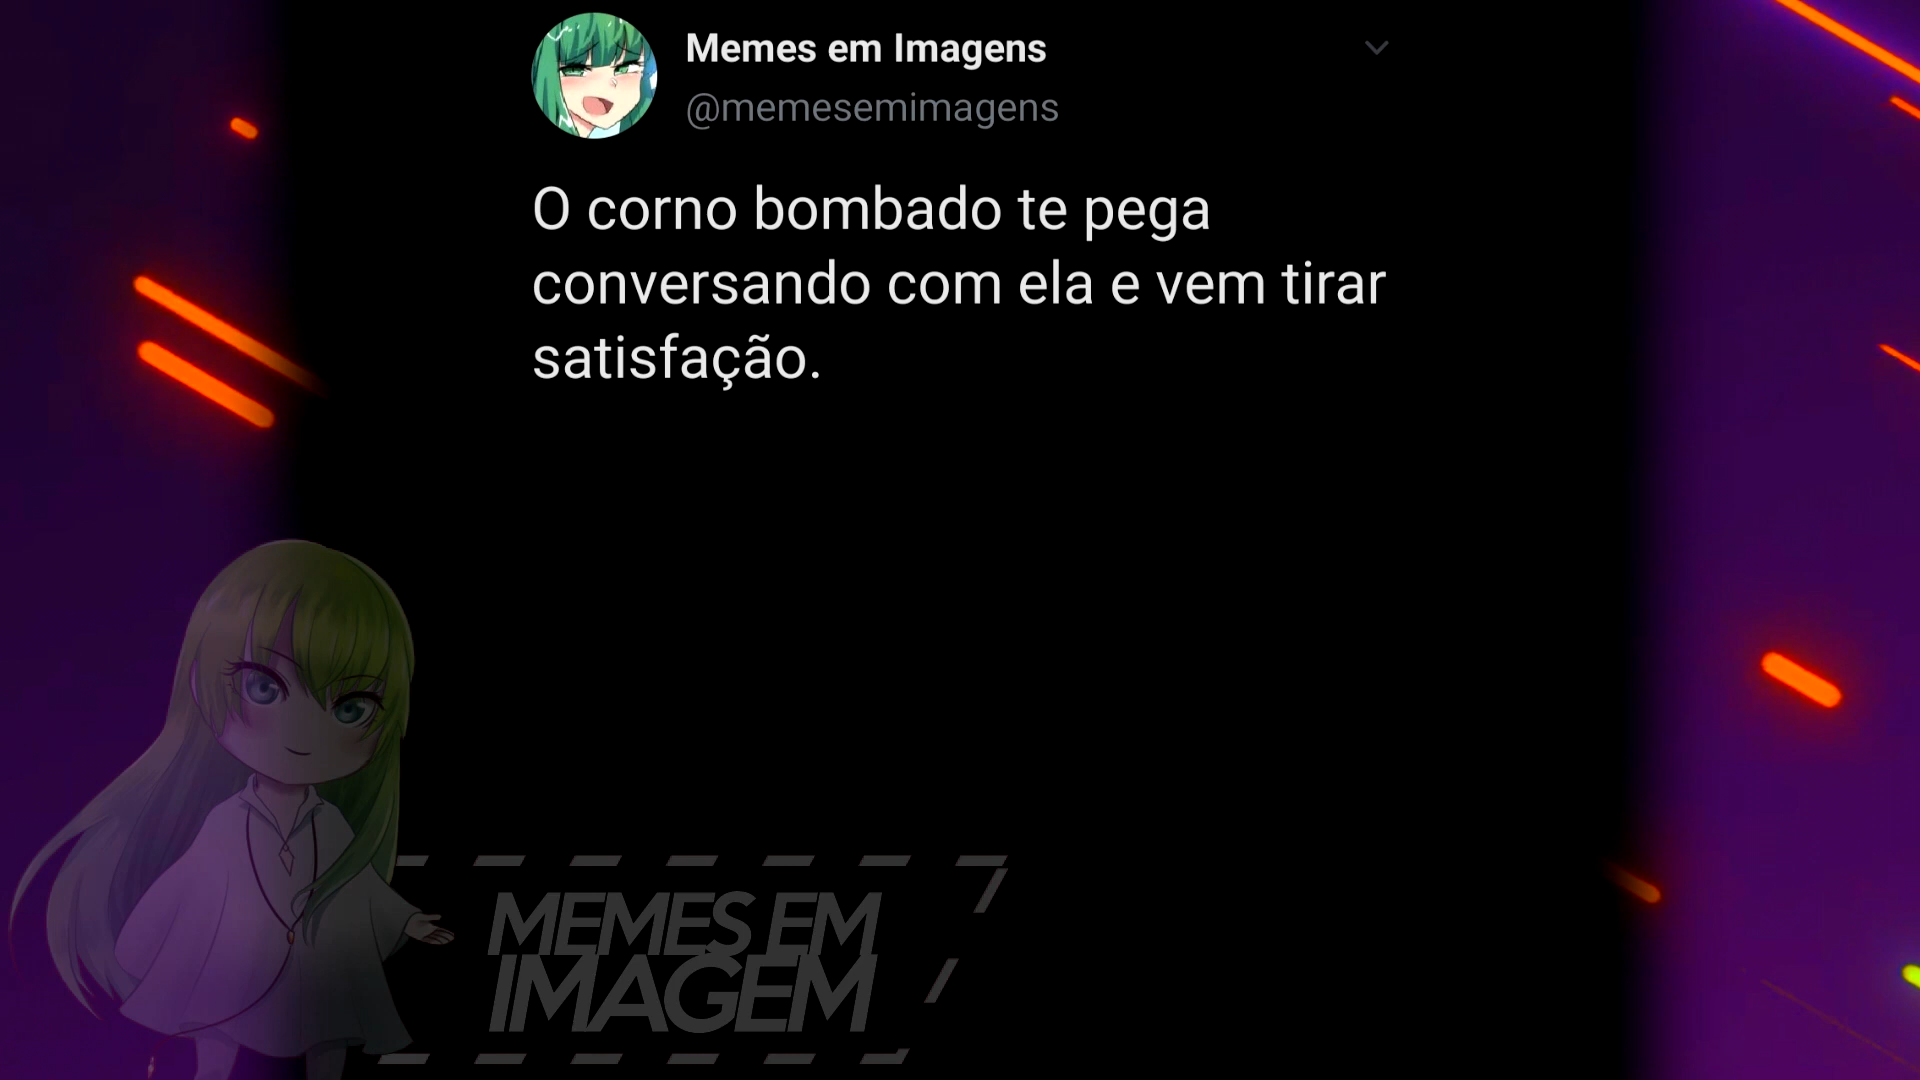 Memes em Imagens
@memesemimagens
O corno bombado te pega
conversando com ela e vem tirar
satisfação.
MEMES EM
IMAGEM